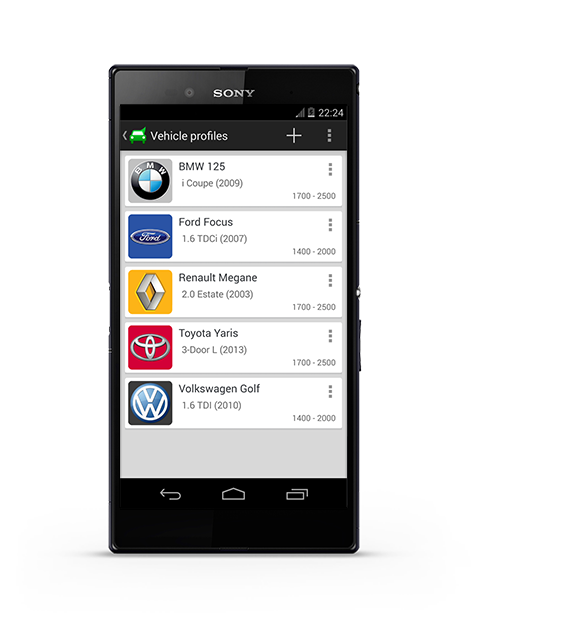 SONY
22:24
Vehicle profiles
BMW
BMW 125
i Coupe (2009)
1700 - 2500
Ford
Ford Focus
1.6 TDCi (2007)
1400 - 2000
Renault Megane
2.0 Estate (2003)
1700 - 2500
Toyota Yaris
3-Door L (2013)
1700 - 2500
Volkswagen Golf
1.6 TDI (2010)
1400 - 2000